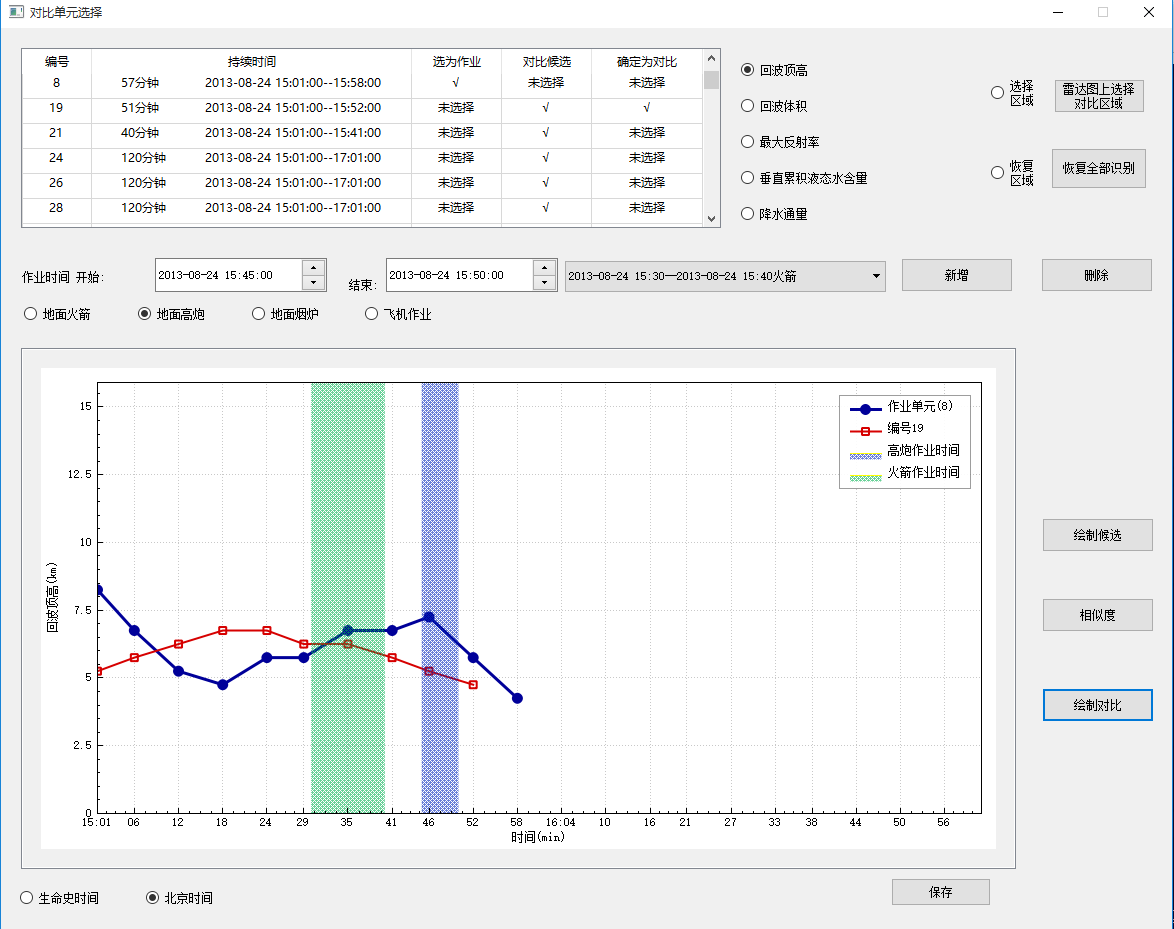 对比单元选择
编号 持续时间 选为作业 对比候选 确定为对比
8 57分钟 2013-08-24 15:01:00--15:58:00 √ 未选择 未选择
19 51分钟 2013-08-24 15:01:00--15:52:00 未选择 √ √
21 40分钟 2013-08-24 15:01:00--15:41:00 未选择 √ 未选择
24 120分钟 2013-08-24 15:01:00--17:01:00 未选择 √ 未选择
26 120分钟 2013-08-24 15:01:00--17:01:00 未选择 √ 未选择
28 120分钟 2013-08-24 15:01:00--17:01:00 未选择 √ 未选择
回波顶高
回波体积
最大反射率
垂直累积液态水含量
降水通量
选择
区域
雷达图上选择
对比区域
恢复
区域
恢复全部识别
作业时间 开始: 2013-08-24 15:45:00 结束: 2013-08-24 15:50:00 2013-08-24 15:30——2013-08-24 15:40火箭 新增 删除
地面火箭 地面高炮 地面烟炉 飞机作业
作业单元(8)
编号19
高炮作业时间
火箭作业时间
回波顶高(km)
15
12.5
10
7.5
5
2.5
0
15:01 06 12 18 24 29 35 41 46 52 58 16:04 10 16 21 27 33 38 44 50 56
时间(min)
绘制候选
相似度
绘制对比
生命史时间 北京时间 保存